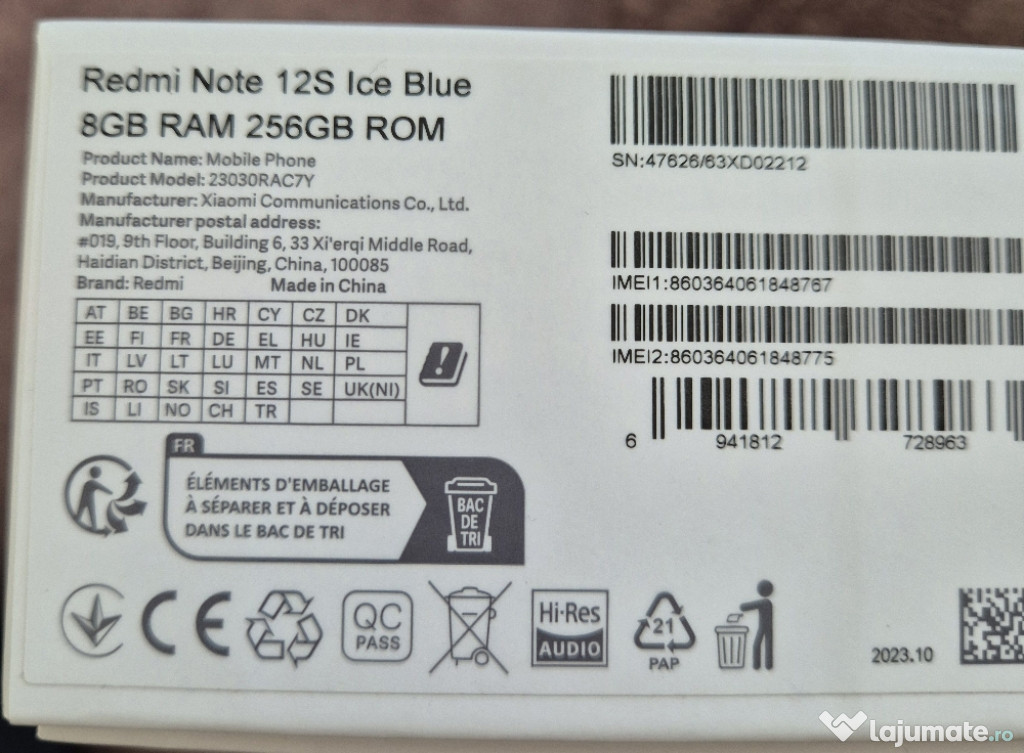 Redmi Note 12S Ice Blue
8GB RAM 256GB ROM
Product Name: Mobile Phone
Product Model: 23030RAC7Y
Manufacturer: Xiaomi Communications Co., Ltd.
Manufacturer postal address:
#019, 9th Floor, Building 6, 33 Xi'erqi Middle Road,
Haidian District, Beijing, China, 100085
Brand: Redmi Made in China
AT BE BG HR CY CZ DK
EE FI FR DE EL HU IE
IT LV LT LU MT NL PL
PT RO SK SI ES SE UK(NI)
IS LI NO CH TR
SN:47626/63XD02212
IMEI1:860364061848767
IMEI2:860364061848775
6 941812 728963
FR
ÉLÉMENTS D'EMBALLAGE
À SÉPARER ET À DÉPOSER
DANS LE BAC DE TRI
BAC
DE
TRI
CE
QC
PASS
Hi-Res
AUDIO
21
PAP
2023.10
lajumate.ro